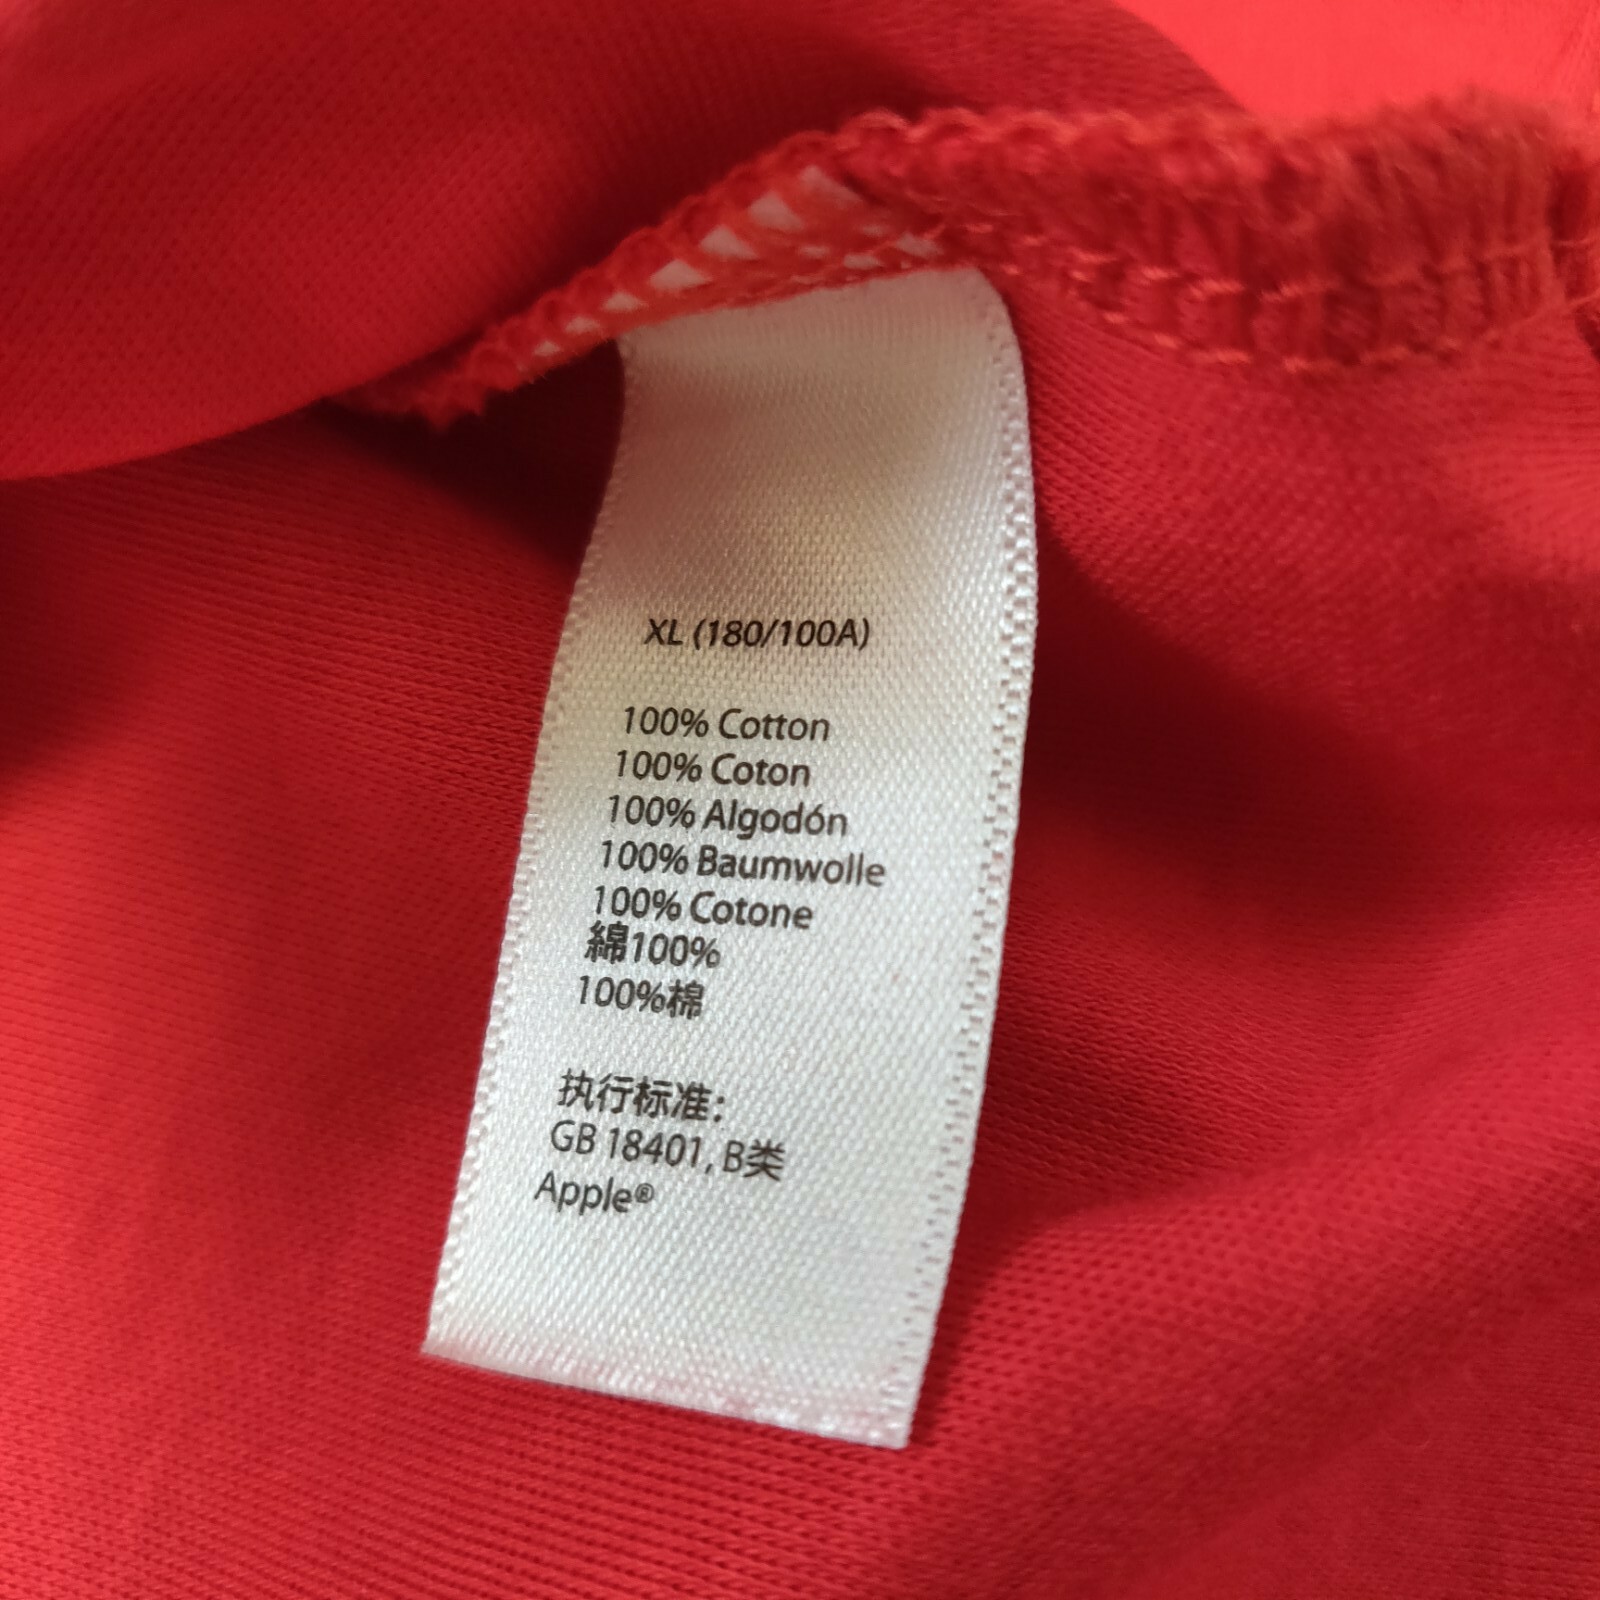 XL (180/100A)
100% Cotton
100% Coton
100% Algodón
100% Baumwolle
100% Cotone
綿100%
100%棉
执行标准:
GB 18401, B类
Apple®